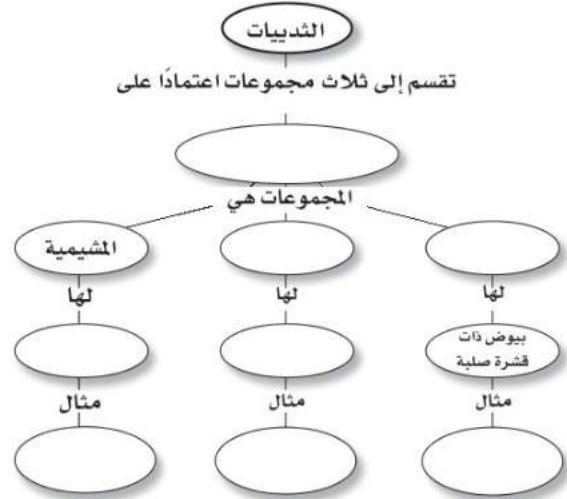 الثدييات
تقسم إلى ثلاث مجموعات اعتمادًا على
المجموعات هي
المشيمية
لها
لها
لها
بيوض ذات
قشرة صلبة
مثال
مثال
مثال